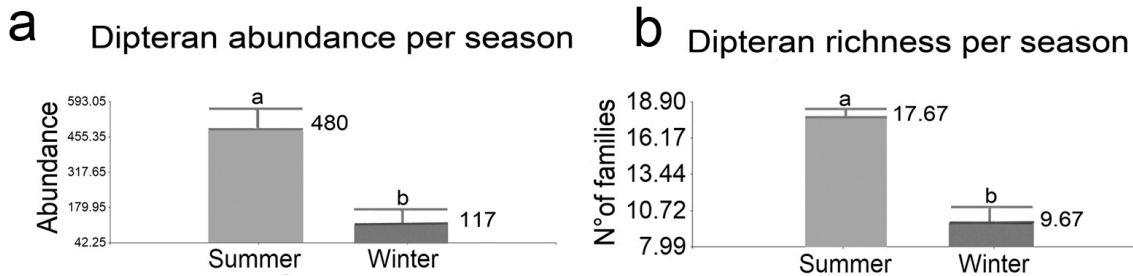 a
Dipteran abundance per season
Abundance
593.05
455.35
317.65
179.95
42.25
a
480
b
117
Summer
Winter
b
Dipteran richness per season
N° of families
18.90
16.17
13.44
10.72
7.99
a
17.67
b
9.67
Summer
Winter